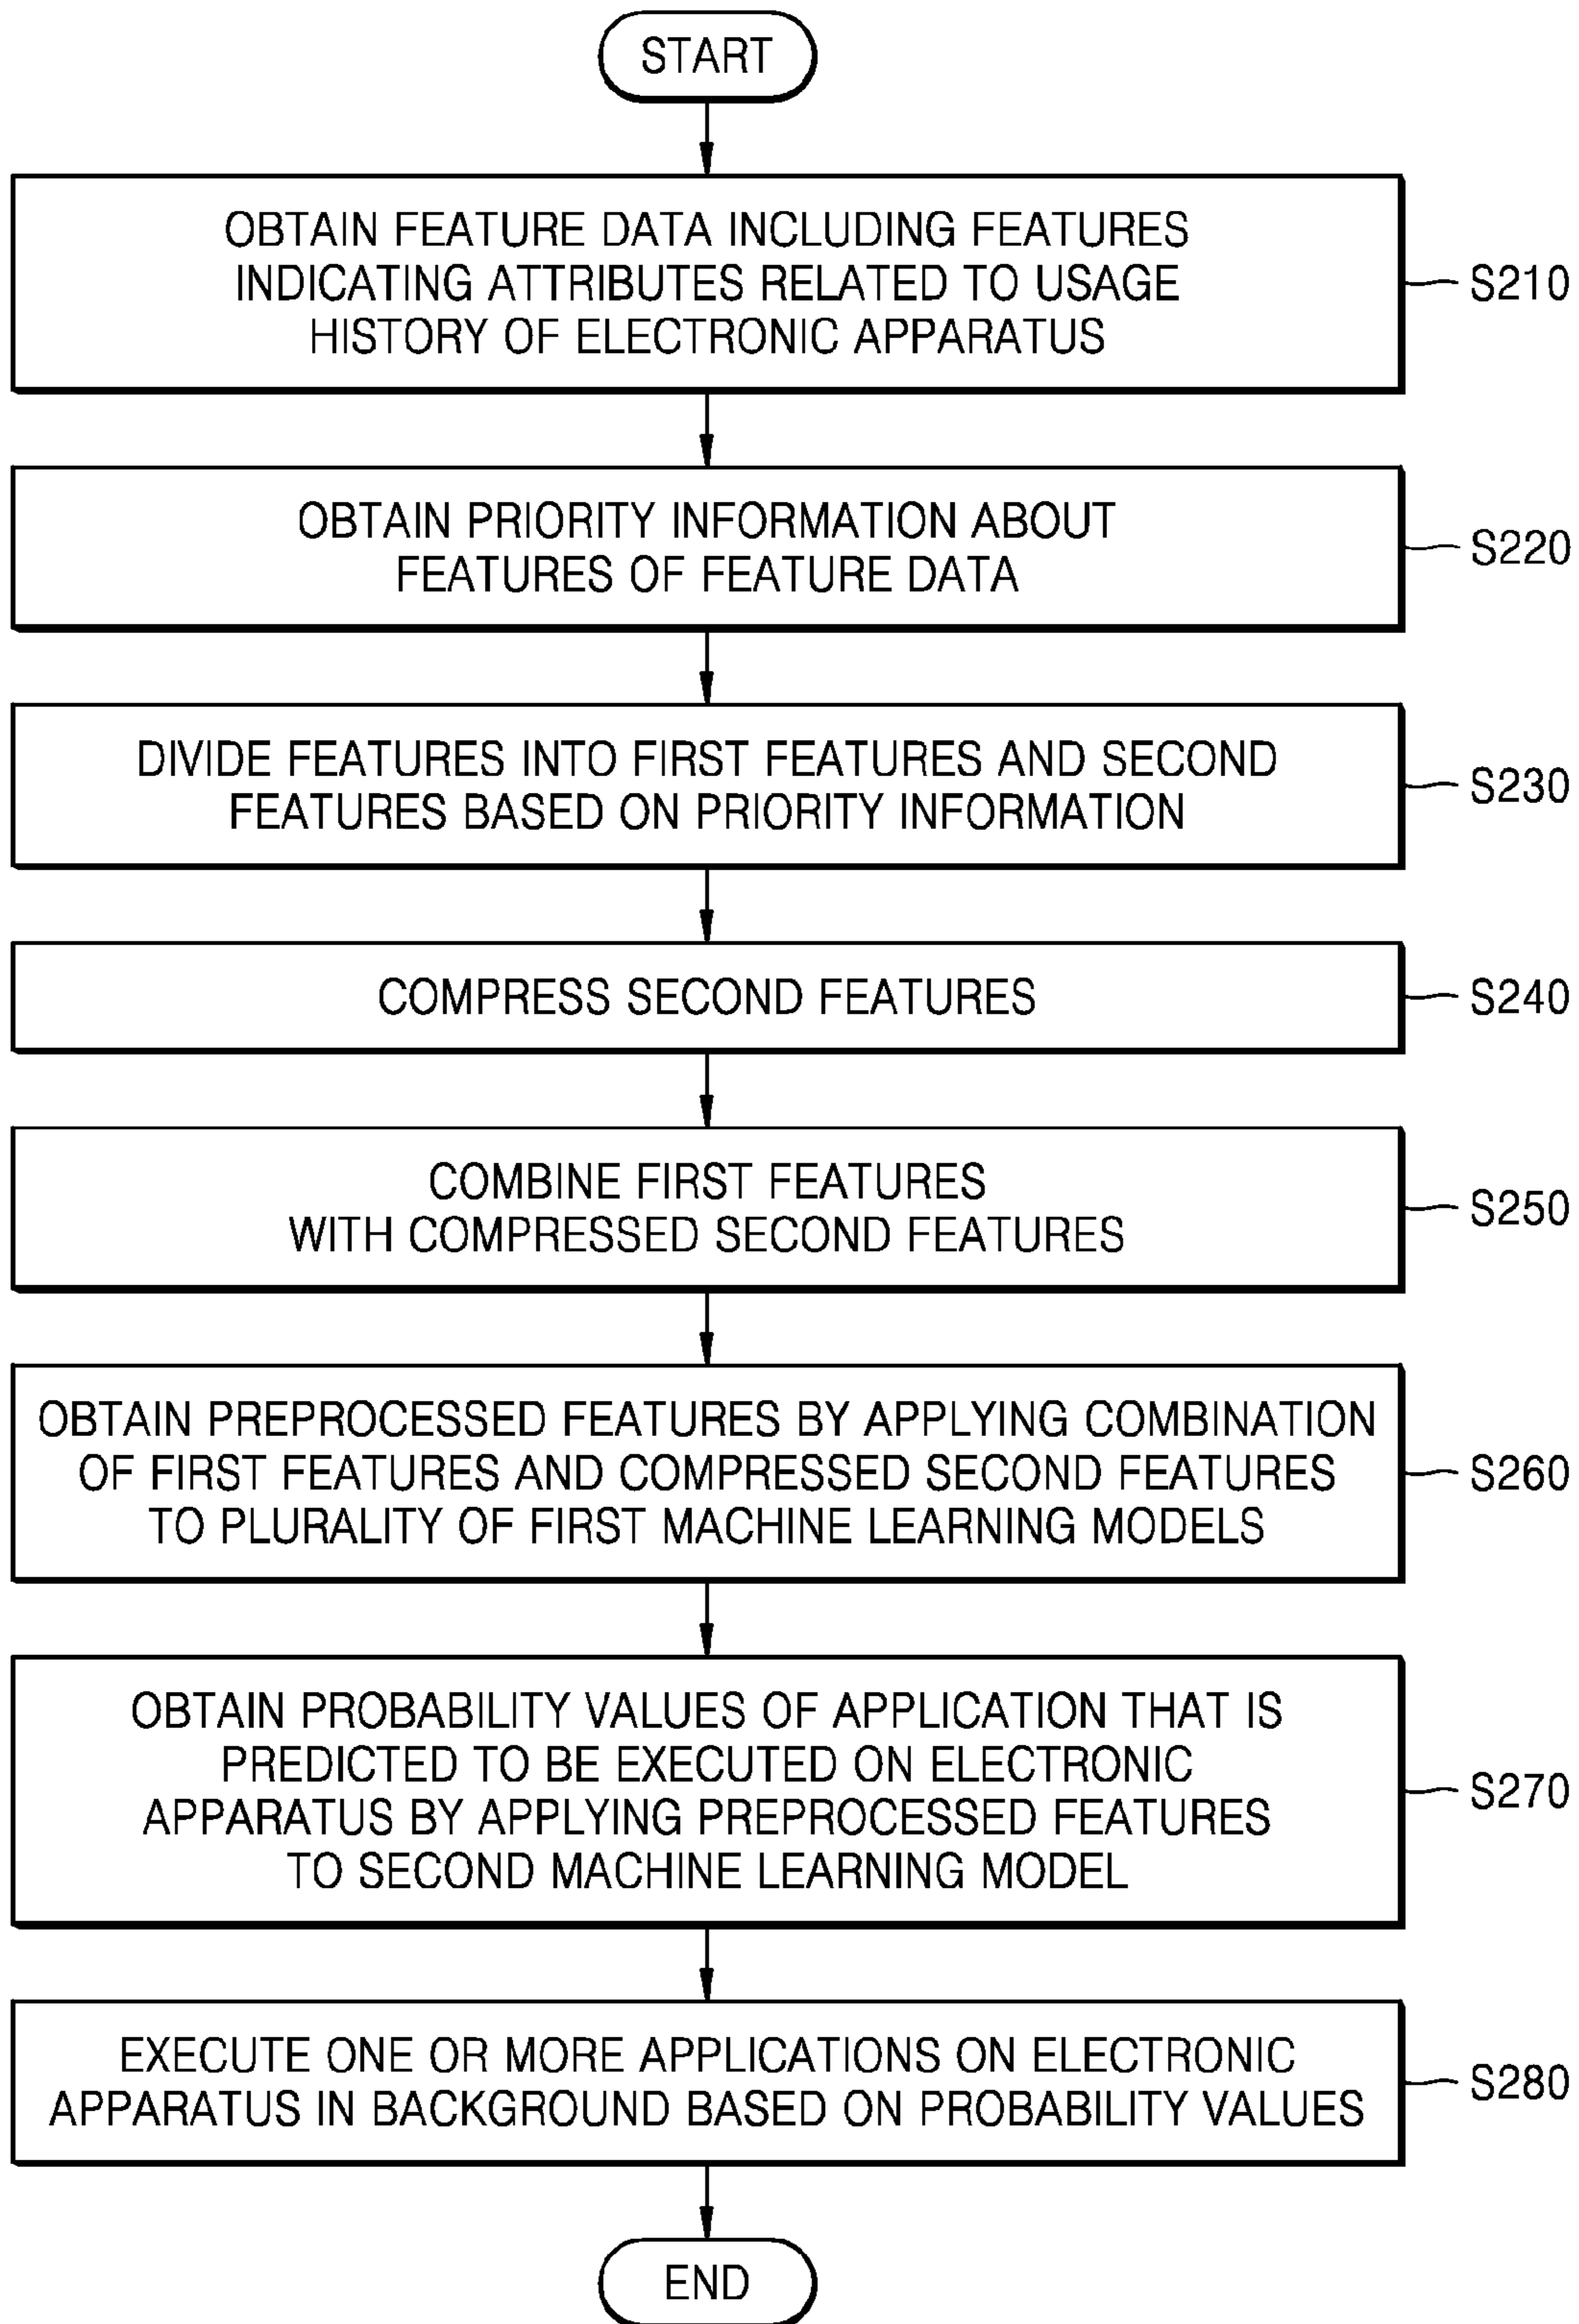 START
OBTAIN FEATURE DATA INCLUDING FEATURES
INDICATING ATTRIBUTES RELATED TO USAGE
HISTORY OF ELECTRONIC APPARATUS
S210
OBTAIN PRIORITY INFORMATION ABOUT
FEATURES OF FEATURE DATA
S220
DIVIDE FEATURES INTO FIRST FEATURES AND SECOND
FEATURES BASED ON PRIORITY INFORMATION
S230
COMPRESS SECOND FEATURES
S240
COMBINE FIRST FEATURES
WITH COMPRESSED SECOND FEATURES
S250
OBTAIN PREPROCESSED FEATURES BY APPLYING COMBINATION
OF FIRST FEATURES AND COMPRESSED SECOND FEATURES
TO PLURALITY OF FIRST MACHINE LEARNING MODELS
S260
OBTAIN PROBABILITY VALUES OF APPLICATION THAT IS
PREDICTED TO BE EXECUTED ON ELECTRONIC
APPARATUS BY APPLYING PREPROCESSED FEATURES
TO SECOND MACHINE LEARNING MODEL
S270
EXECUTE ONE OR MORE APPLICATIONS ON ELECTRONIC
APPARATUS IN BACKGROUND BASED ON PROBABILITY VALUES
S280
END